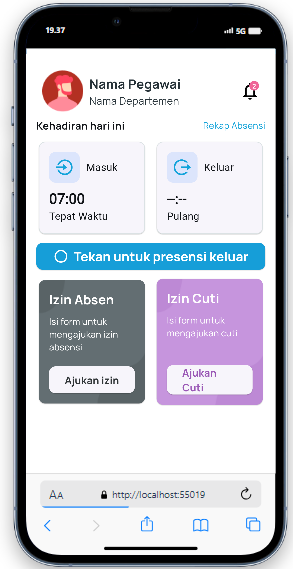 19.37
5G
Nama Pegawai
Nama Departemen
2
Kehadiran hari ini
Rekap Absensi
Masuk
Keluar
07:00
--:--
Tepat Waktu
Pulang
Tekan untuk presensi keluar
Izin Absen
Isi form untuk
mengajukan izin
absensi
Ajukan izin
Izin Cuti
Isi form untuk
mengajukan cuti
Ajukan
Cuti
AA
http://localhost:55019